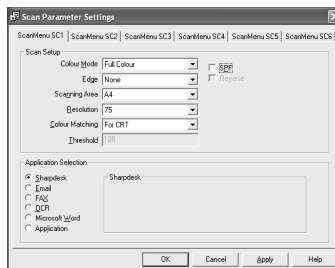 Scan Parameter Settings
ScanMenu SC1 ScanMenu SC2 ScanMenu SC3 ScanMenu SC4 ScanMenu SC5 ScanMenu SC6
Scan Setup
Colour Mode Full Colour SPF
Edge None Reverse
Scanning Area A4
Resolution 75
Colour Matching For CRT
Threshold 128
Application Selection
Sharpdesk Sharpdesk
Email
FAX
OCR
Microsoft Word
Application
OK Cancel Apply Help